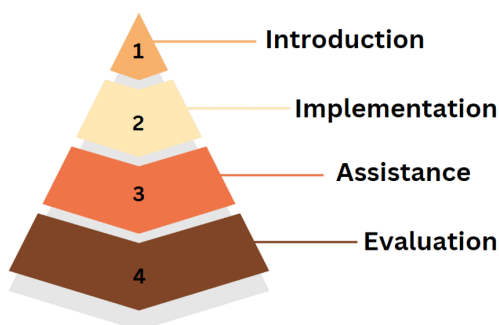 1 Introduction
2 Implementation
3 Assistance
4 Evaluation